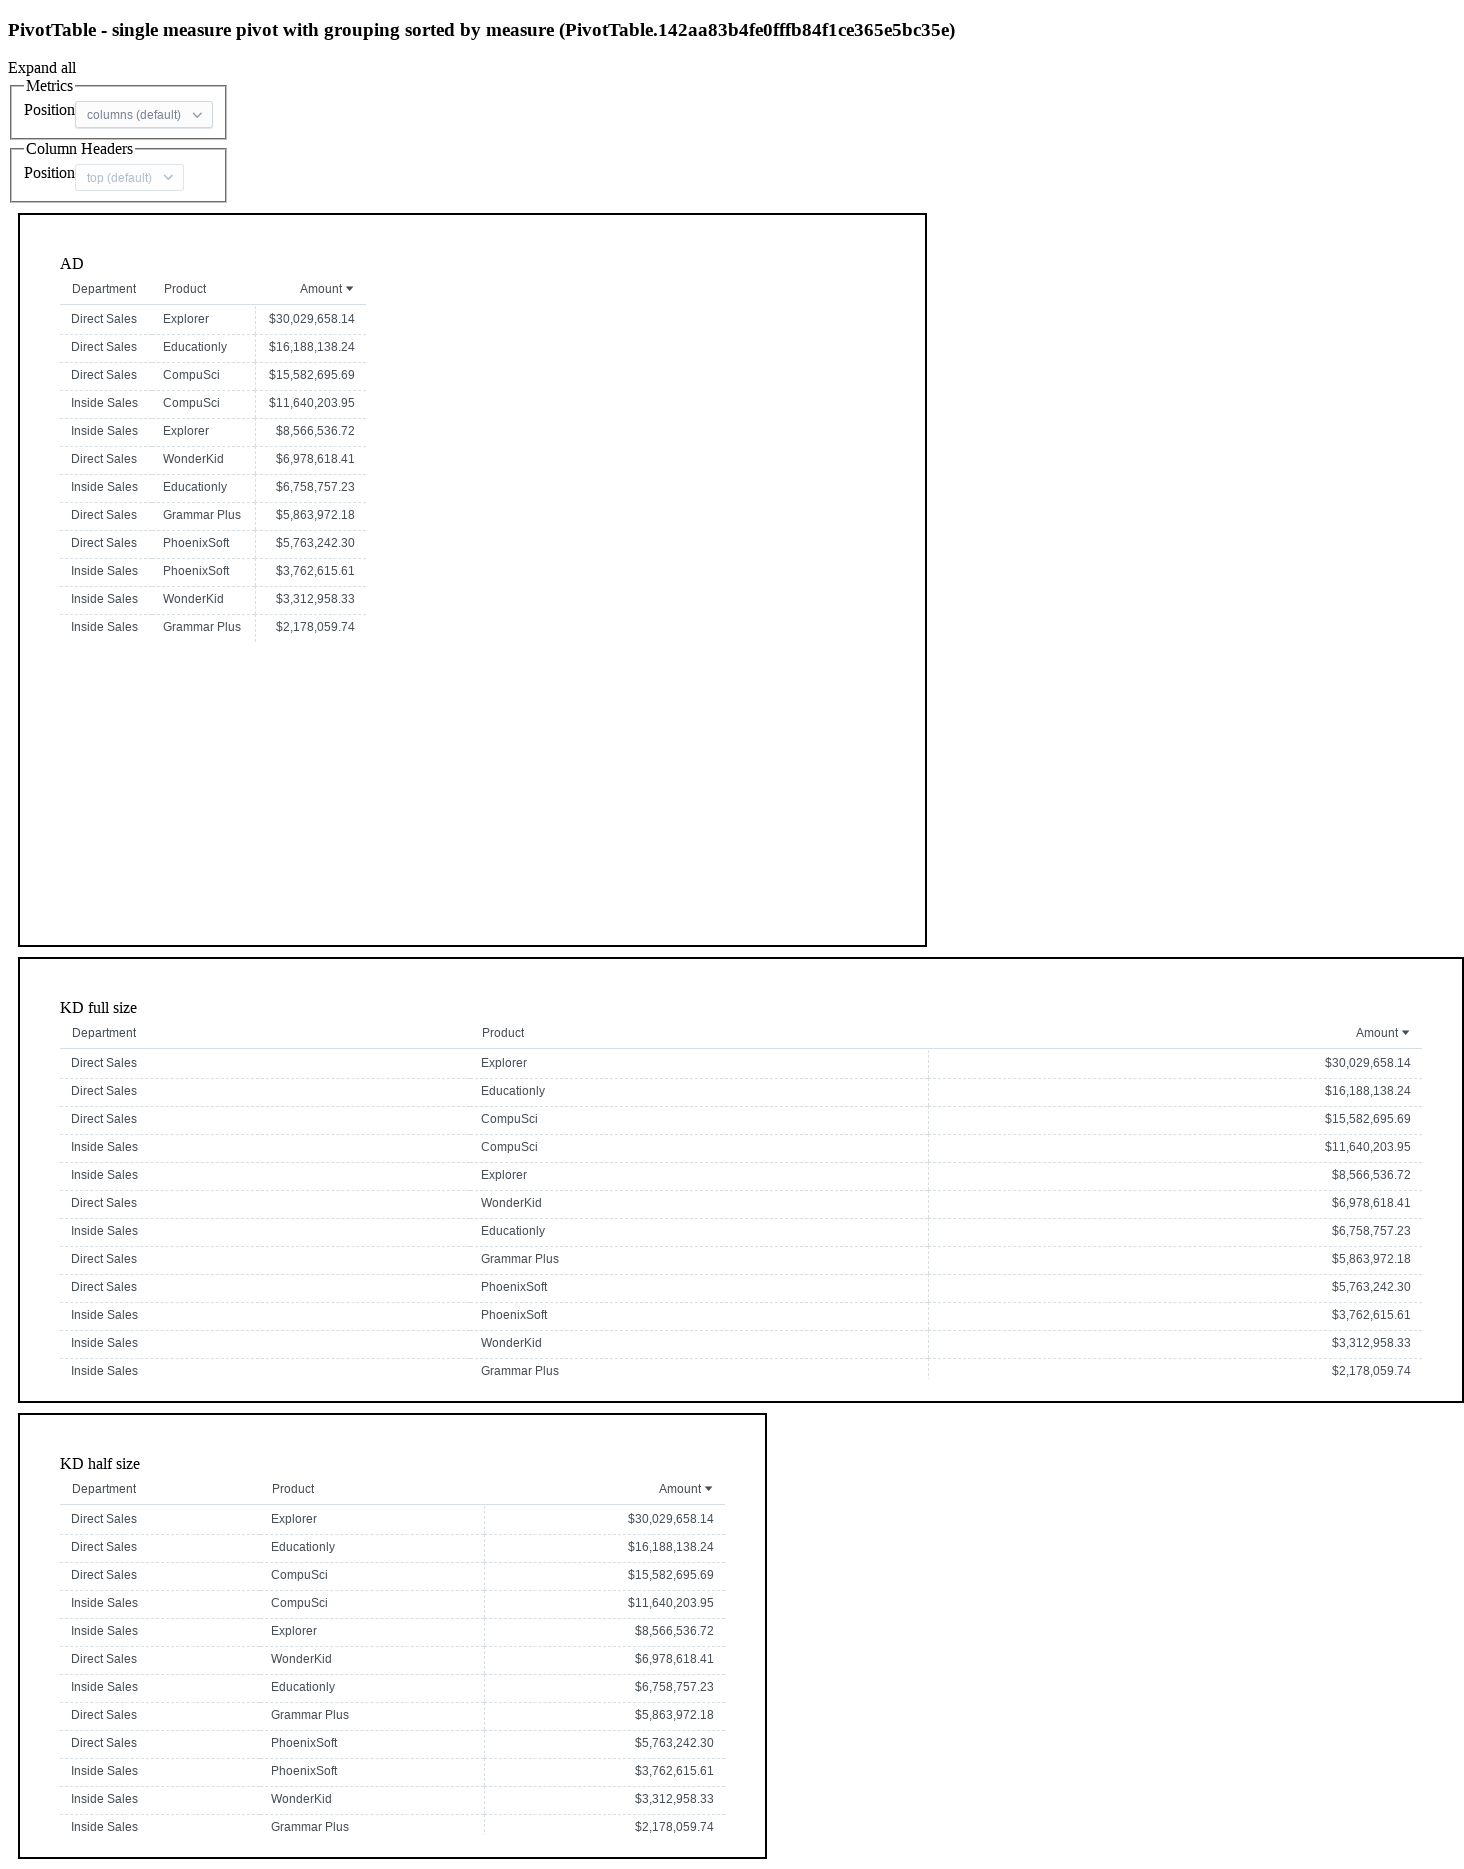 PivotTable - single measure pivot with grouping sorted by measure (PivotTable.142aa83b4fe0fffb84f1ce365e5bc35e)
Expand all
Metrics
Position columns (default)
Column Headers
Position top (default)
AD
Department Product Amount
Direct Sales Explorer $30,029,658.14
Direct Sales Educationly $16,188,138.24
Direct Sales CompuSci $15,582,695.69
Inside Sales CompuSci $11,640,203.95
Inside Sales Explorer $8,566,536.72
Direct Sales WonderKid $6,978,618.41
Inside Sales Educationly $6,758,757.23
Direct Sales Grammar Plus $5,863,972.18
Direct Sales PhoenixSoft $5,763,242.30
Inside Sales PhoenixSoft $3,762,615.61
Inside Sales WonderKid $3,312,958.33
Inside Sales Grammar Plus $2,178,059.74
KD full size
Department Product Amount
Direct Sales Explorer $30,029,658.14
Direct Sales Educationly $16,188,138.24
Direct Sales CompuSci $15,582,695.69
Inside Sales CompuSci $11,640,203.95
Inside Sales Explorer $8,566,536.72
Direct Sales WonderKid $6,978,618.41
Inside Sales Educationly $6,758,757.23
Direct Sales Grammar Plus $5,863,972.18
Direct Sales PhoenixSoft $5,763,242.30
Inside Sales PhoenixSoft $3,762,615.61
Inside Sales WonderKid $3,312,958.33
Inside Sales Grammar Plus $2,178,059.74
KD half size
Department Product Amount
Direct Sales Explorer $30,029,658.14
Direct Sales Educationly $16,188,138.24
Direct Sales CompuSci $15,582,695.69
Inside Sales CompuSci $11,640,203.95
Inside Sales Explorer $8,566,536.72
Direct Sales WonderKid $6,978,618.41
Inside Sales Educationly $6,758,757.23
Direct Sales Grammar Plus $5,863,972.18
Direct Sales PhoenixSoft $5,763,242.30
Inside Sales PhoenixSoft $3,762,615.61
Inside Sales WonderKid $3,312,958.33
Inside Sales Grammar Plus $2,178,059.74